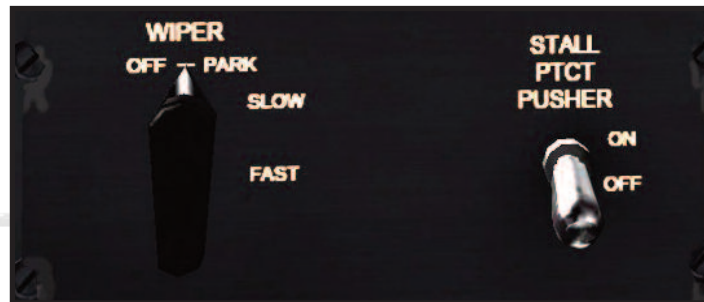 WIPER
OFF -- PARK
SLOW
FAST
STALL
PTCT
PUSHER
ON
OFF